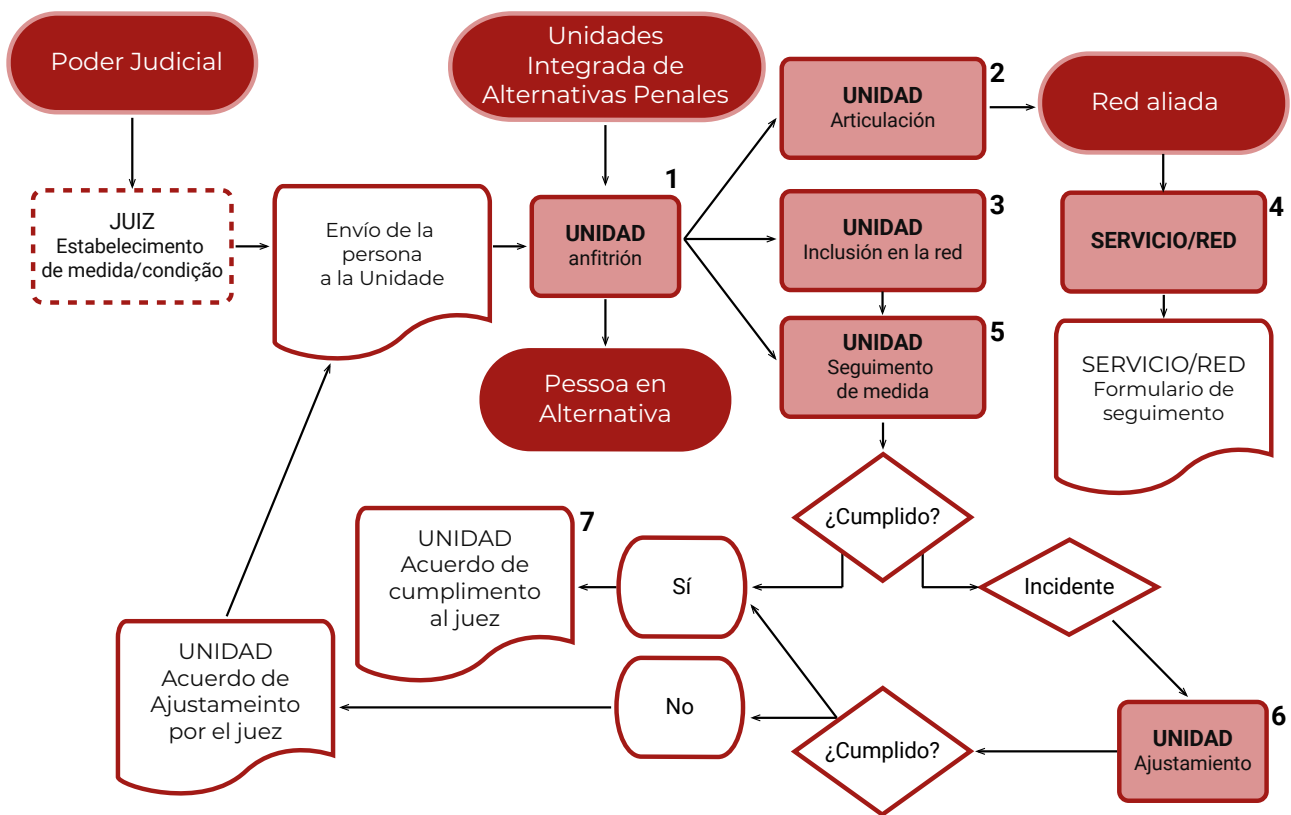 Poder Judicial
Unidades
Integrada de
Alternativas Penales
2
UNIDAD
Articulación
Red aliada
JUIZ
Estabelecimento
de medida/condição
Envío de la
persona
a la Unidade
1
UNIDAD
anfitrión
3
UNIDAD
Inclusión en la red
4
SERVICIO/RED
5
UNIDAD
Seguimento
de medida
Pessoa en
Alternativa
SERVICIO/RED
Formulario de
seguimento
¿Cumplido?
7
UNIDAD
Acuerdo de
cumplimento
al juez
Sí
Incidente
UNIDAD
Acuerdo de
Ajustameinto
por el juez
No
¿Cumplido?
6
UNIDAD
Ajustamiento